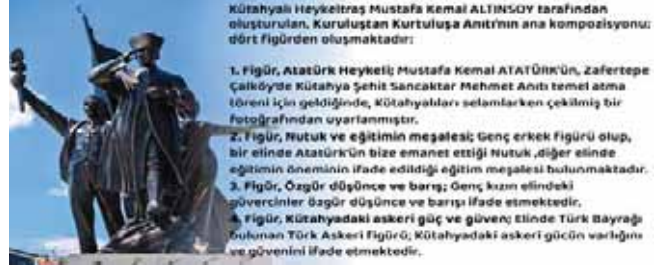 Kütahyalı Heykeltraş Mustafa Kemal ALTINSOY tarafından
oluşturulan, Kuruluştan Kurtuluşa Anıtı'nın ana kompozisyonu;
dört figürden oluşmaktadır:
1. Figür, Atatürk Heykeli; Mustafa Kemal ATATÜRK'ün, Zafertepe
Çalköy'de Kütahya Şehit Sancaktar Mehmet Anıtı temel atma
töreni için geldiğinde, Kütahyalıları selamlarken çekilmiş bir
fotoğrafından uyarlanmıştır.
2. Figür, Nutuk ve eğitimin meşalesi; Genç erkek figürü olup,
bir elinde Atatürk'ün bize emanet ettiği Nutuk ,diğer elinde
eğitimin öneminin ifade edildiği eğitim meşalesi bulunmaktadır.
3. Figür, Özgür düşünce ve barış; Genç kızın elindeki
güvercinler özgür düşünce ve barışı ifade etmektedir.
4. Figür, Kütahyadaki askeri güç ve güven; Elinde Türk Bayrağı
bulunan Türk Askeri figürü; Kütahyadaki askeri gücün varlığını
ve güvenini ifade etmektedir.